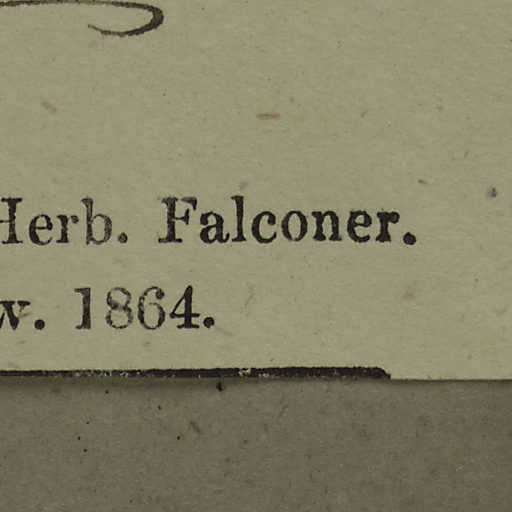 Herb. Falconer.
w. 1864.